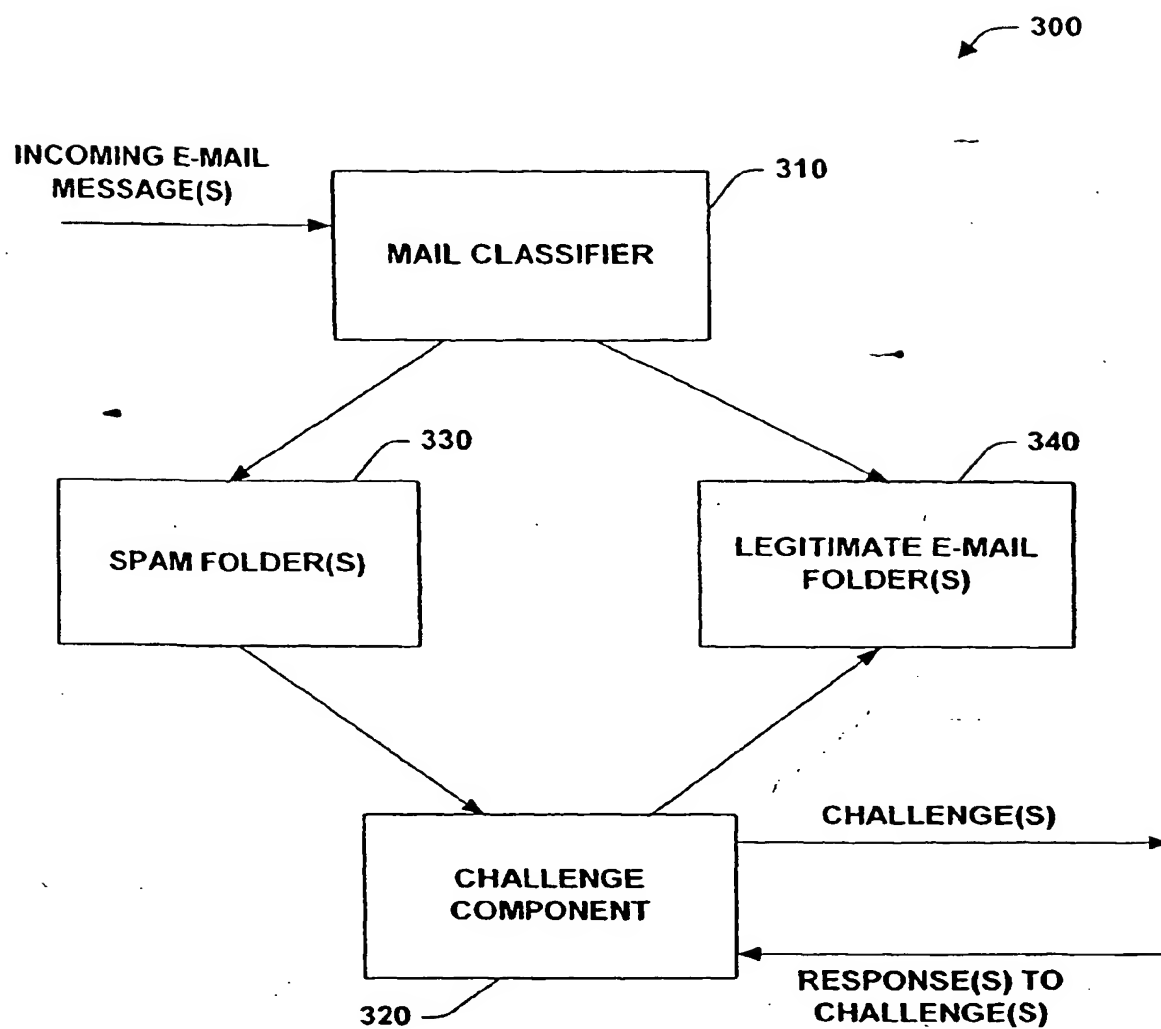 300
INCOMING E-MAIL
MESSAGE(S)
310
MAIL CLASSIFIER
330
340
SPAM FOLDER(S)
LEGITIMATE E-MAIL
FOLDER(S)
CHALLENGE(S)
CHALLENGE
COMPONENT
RESPONSE(S) TO
CHALLENGE(S)
320